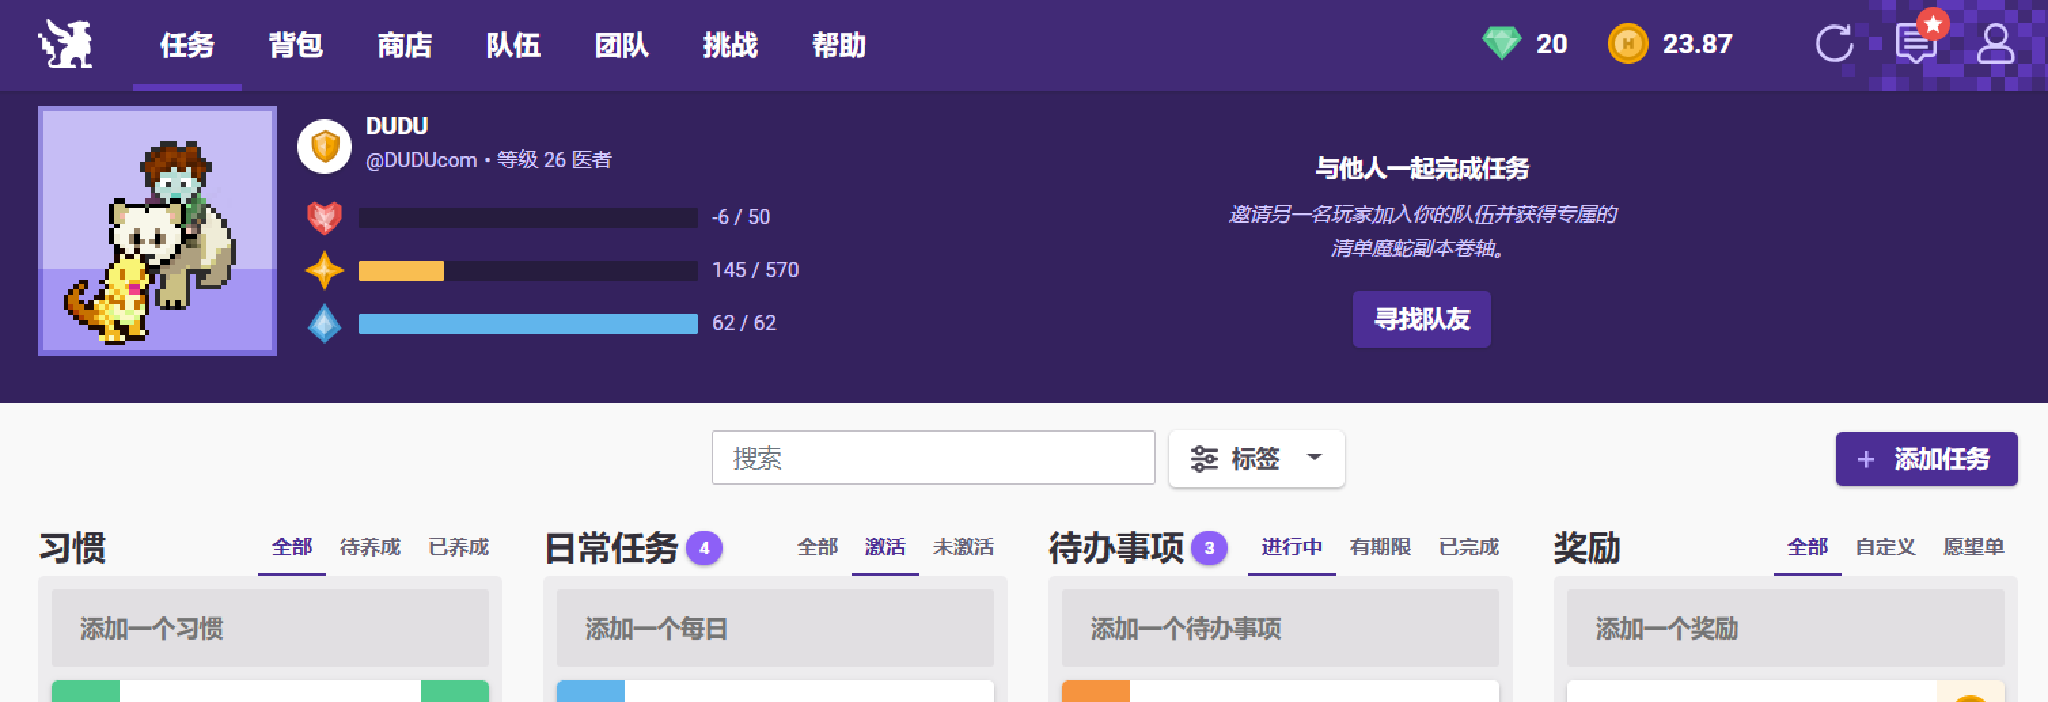 任务 背包 商店 队伍 团队 挑战 帮助 20 23.87
DUDU
@DUDUcom • 等级 26 医者
-6 / 50
145 / 570
62 / 62
与他人一起完成任务
邀请另一名玩家加入你的队伍并获得专属的
清单魔蛇副本卷轴。
寻找队友
搜索 标签 + 添加任务
习惯 全部 待养成 已养成
添加一个习惯
日常任务 4 全部 激活 未激活
添加一个每日
待办事项 3 进行中 有期限 已完成
添加一个待办事项
奖励 全部 自定义 愿望单
添加一个奖励